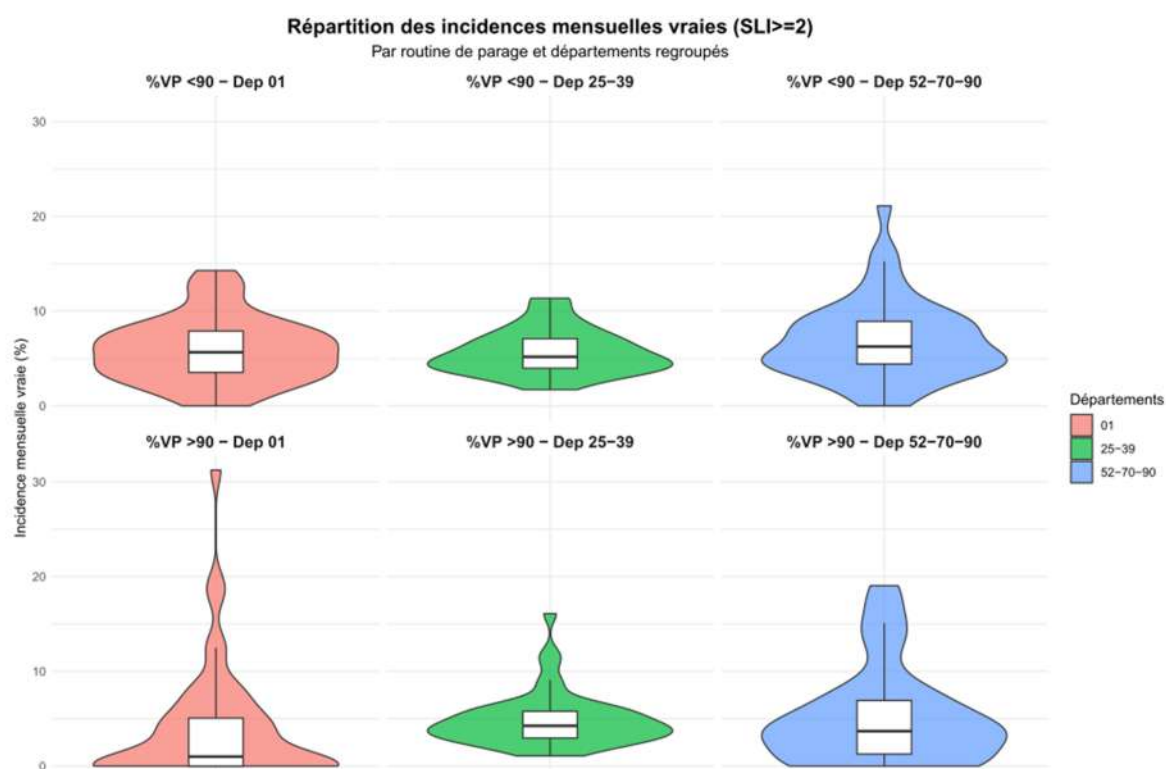 Répartition des incidences mensuelles vraies (SLI>=2)
Par routine de parage et départements regroupés
%VP <90 − Dep 01
%VP <90 − Dep 25−39
%VP <90 − Dep 52−70−90
30
20
10
0
%VP >90 − Dep 01
%VP >90 − Dep 25−39
%VP >90 − Dep 52−70−90
30
20
10
0
Incidence mensuelle vraie (%)
Départements
01
25−39
52−70−90